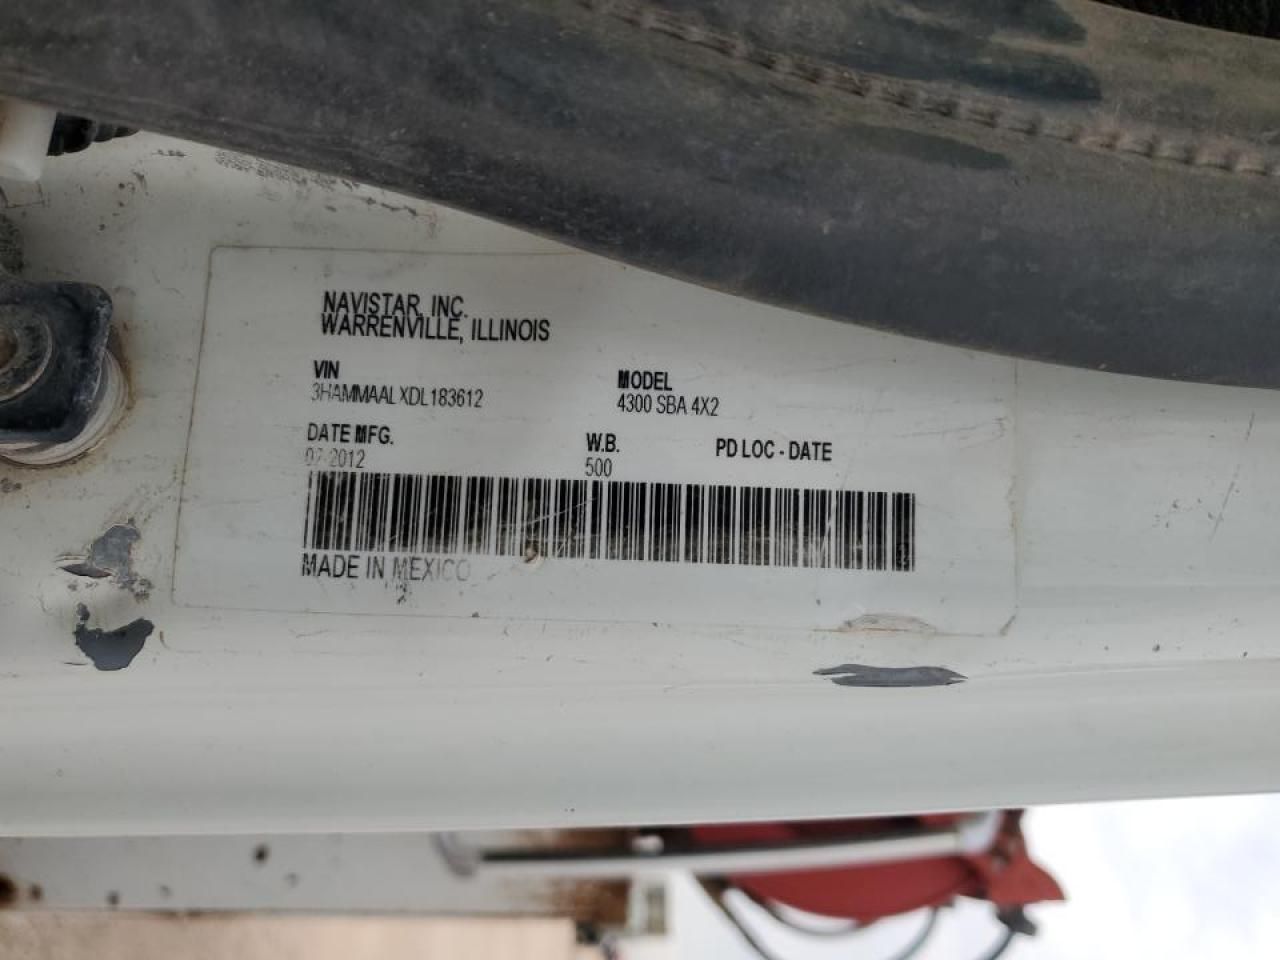 NAVISTAR, INC.
WARRENVILLE, ILLINOIS
VIN
3HAMMAALXDL183612
MODEL
4300 SBA 4X2
DATE MFG.
07-2012
W.B.
500
PD LOC - DATE
MADE IN MEXICO